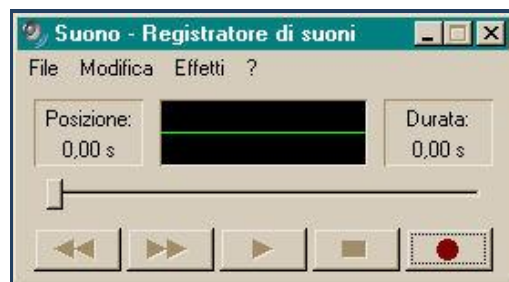 Suono - Registratore di suoni
File Modifica Effetti ?
Posizione: Durata:
0,00 s 0,00 s